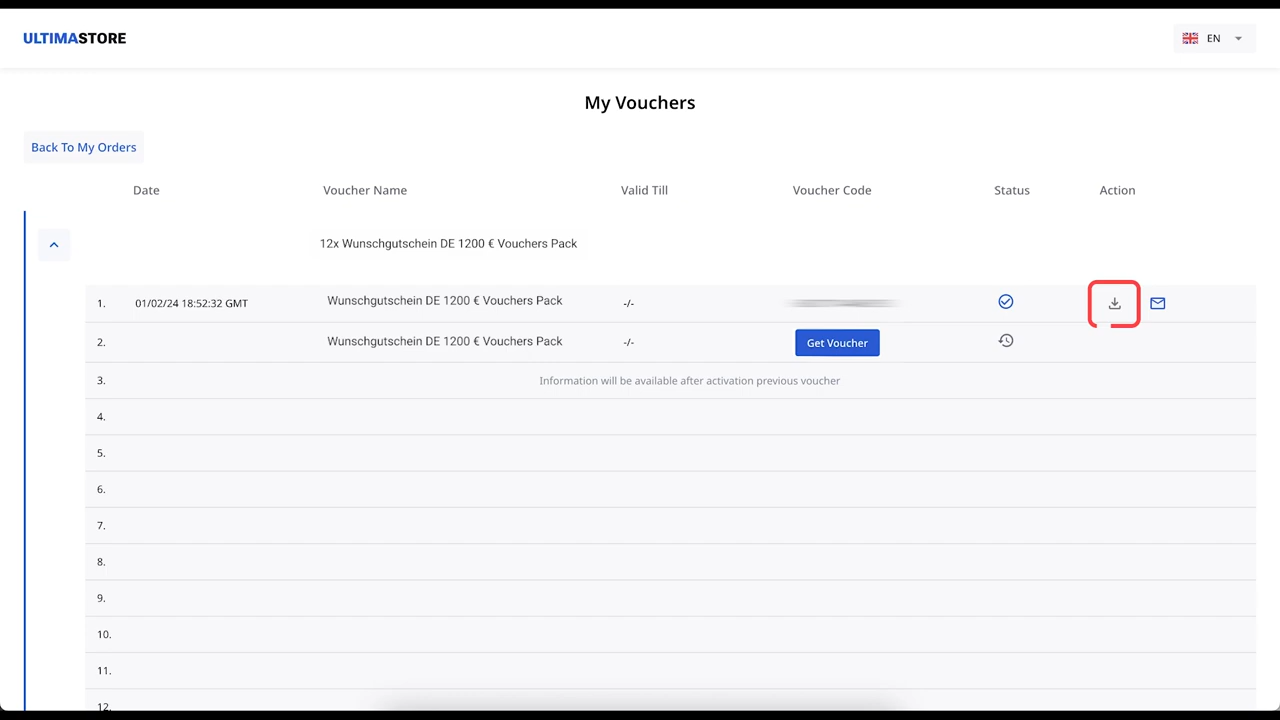 ULTIMASTORE
EN
My Vouchers
Back To My Orders
Date Voucher Name Valid Till Voucher Code Status Action
12x Wunschgutschein DE 1200 € Vouchers Pack
1. 01/02/24 18:52:32 GMT Wunschgutschein DE 1200 € Vouchers Pack -/-
2. Wunschgutschein DE 1200 € Vouchers Pack -/- Get Voucher
3. Information will be available after activation previous voucher
4.
5.
6.
7.
8.
9.
10.
11.
12.